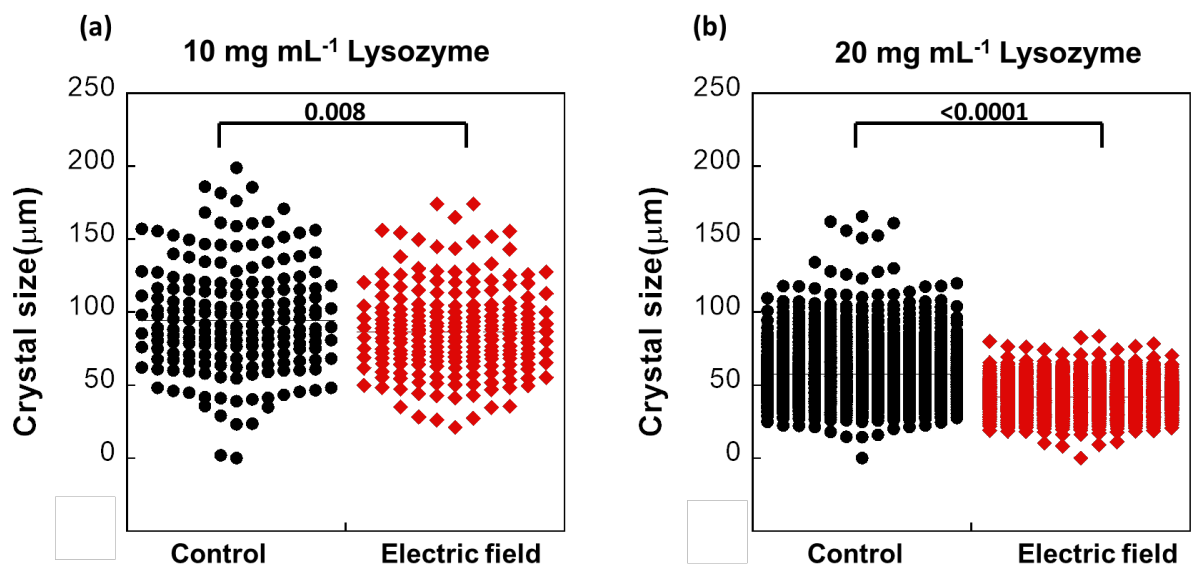 (a)
10 mg mL⁻¹ Lysozyme
250
200
150
100
50
0
Crystal size(μm)
0.008
Control
Electric field
(b)
20 mg mL⁻¹ Lysozyme
250
200
150
100
50
0
Crystal size(μm)
<0.0001
Control
Electric field